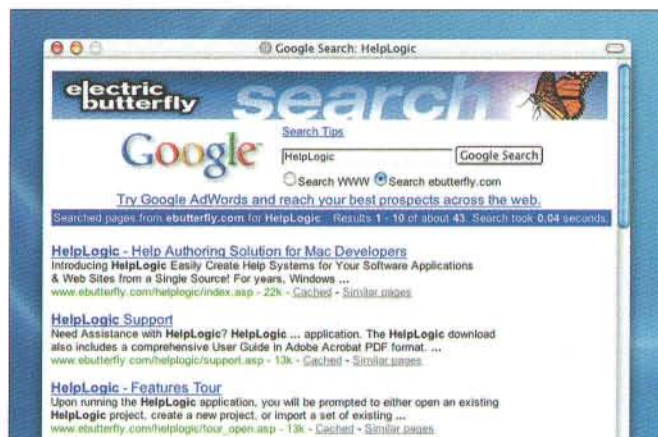 Google Search: HelpLogic
electric
butterfly
search
Google
Search Tips
HelpLogic
Google Search
Search WWW Search ebutterfly.com
Try Google AdWords and reach your best prospects across the web.
Searched pages from ebutterfly.com for HelpLogic Results 1 - 10 of about 43. Search took 0.04 seconds.
HelpLogic - Help Authoring Solution for Mac Developers
Introducing HelpLogic Easily Create Help Systems for Your Software Applications
& Web Sites from a Single Source! For years, Windows ...
www.ebutterfly.com/helplogic/index.asp - 22k - Cached - Similar pages
HelpLogic Support
Need Assistance with HelpLogic? HelpLogic ... application. The HelpLogic download
also includes a comprehensive User Guide in Adobe Acrobat PDF format. ...
www.ebutterfly.com/helplogic/support.asp - 13k - Cached - Similar pages
HelpLogic - Features Tour
Upon running the HelpLogic application, you will be prompted to either open an existing
HelpLogic project, create a new project, or import a set of existing ...
www.ebutterfly.com/helplogic/tour_open.asp - 13k - Cached - Similar pages